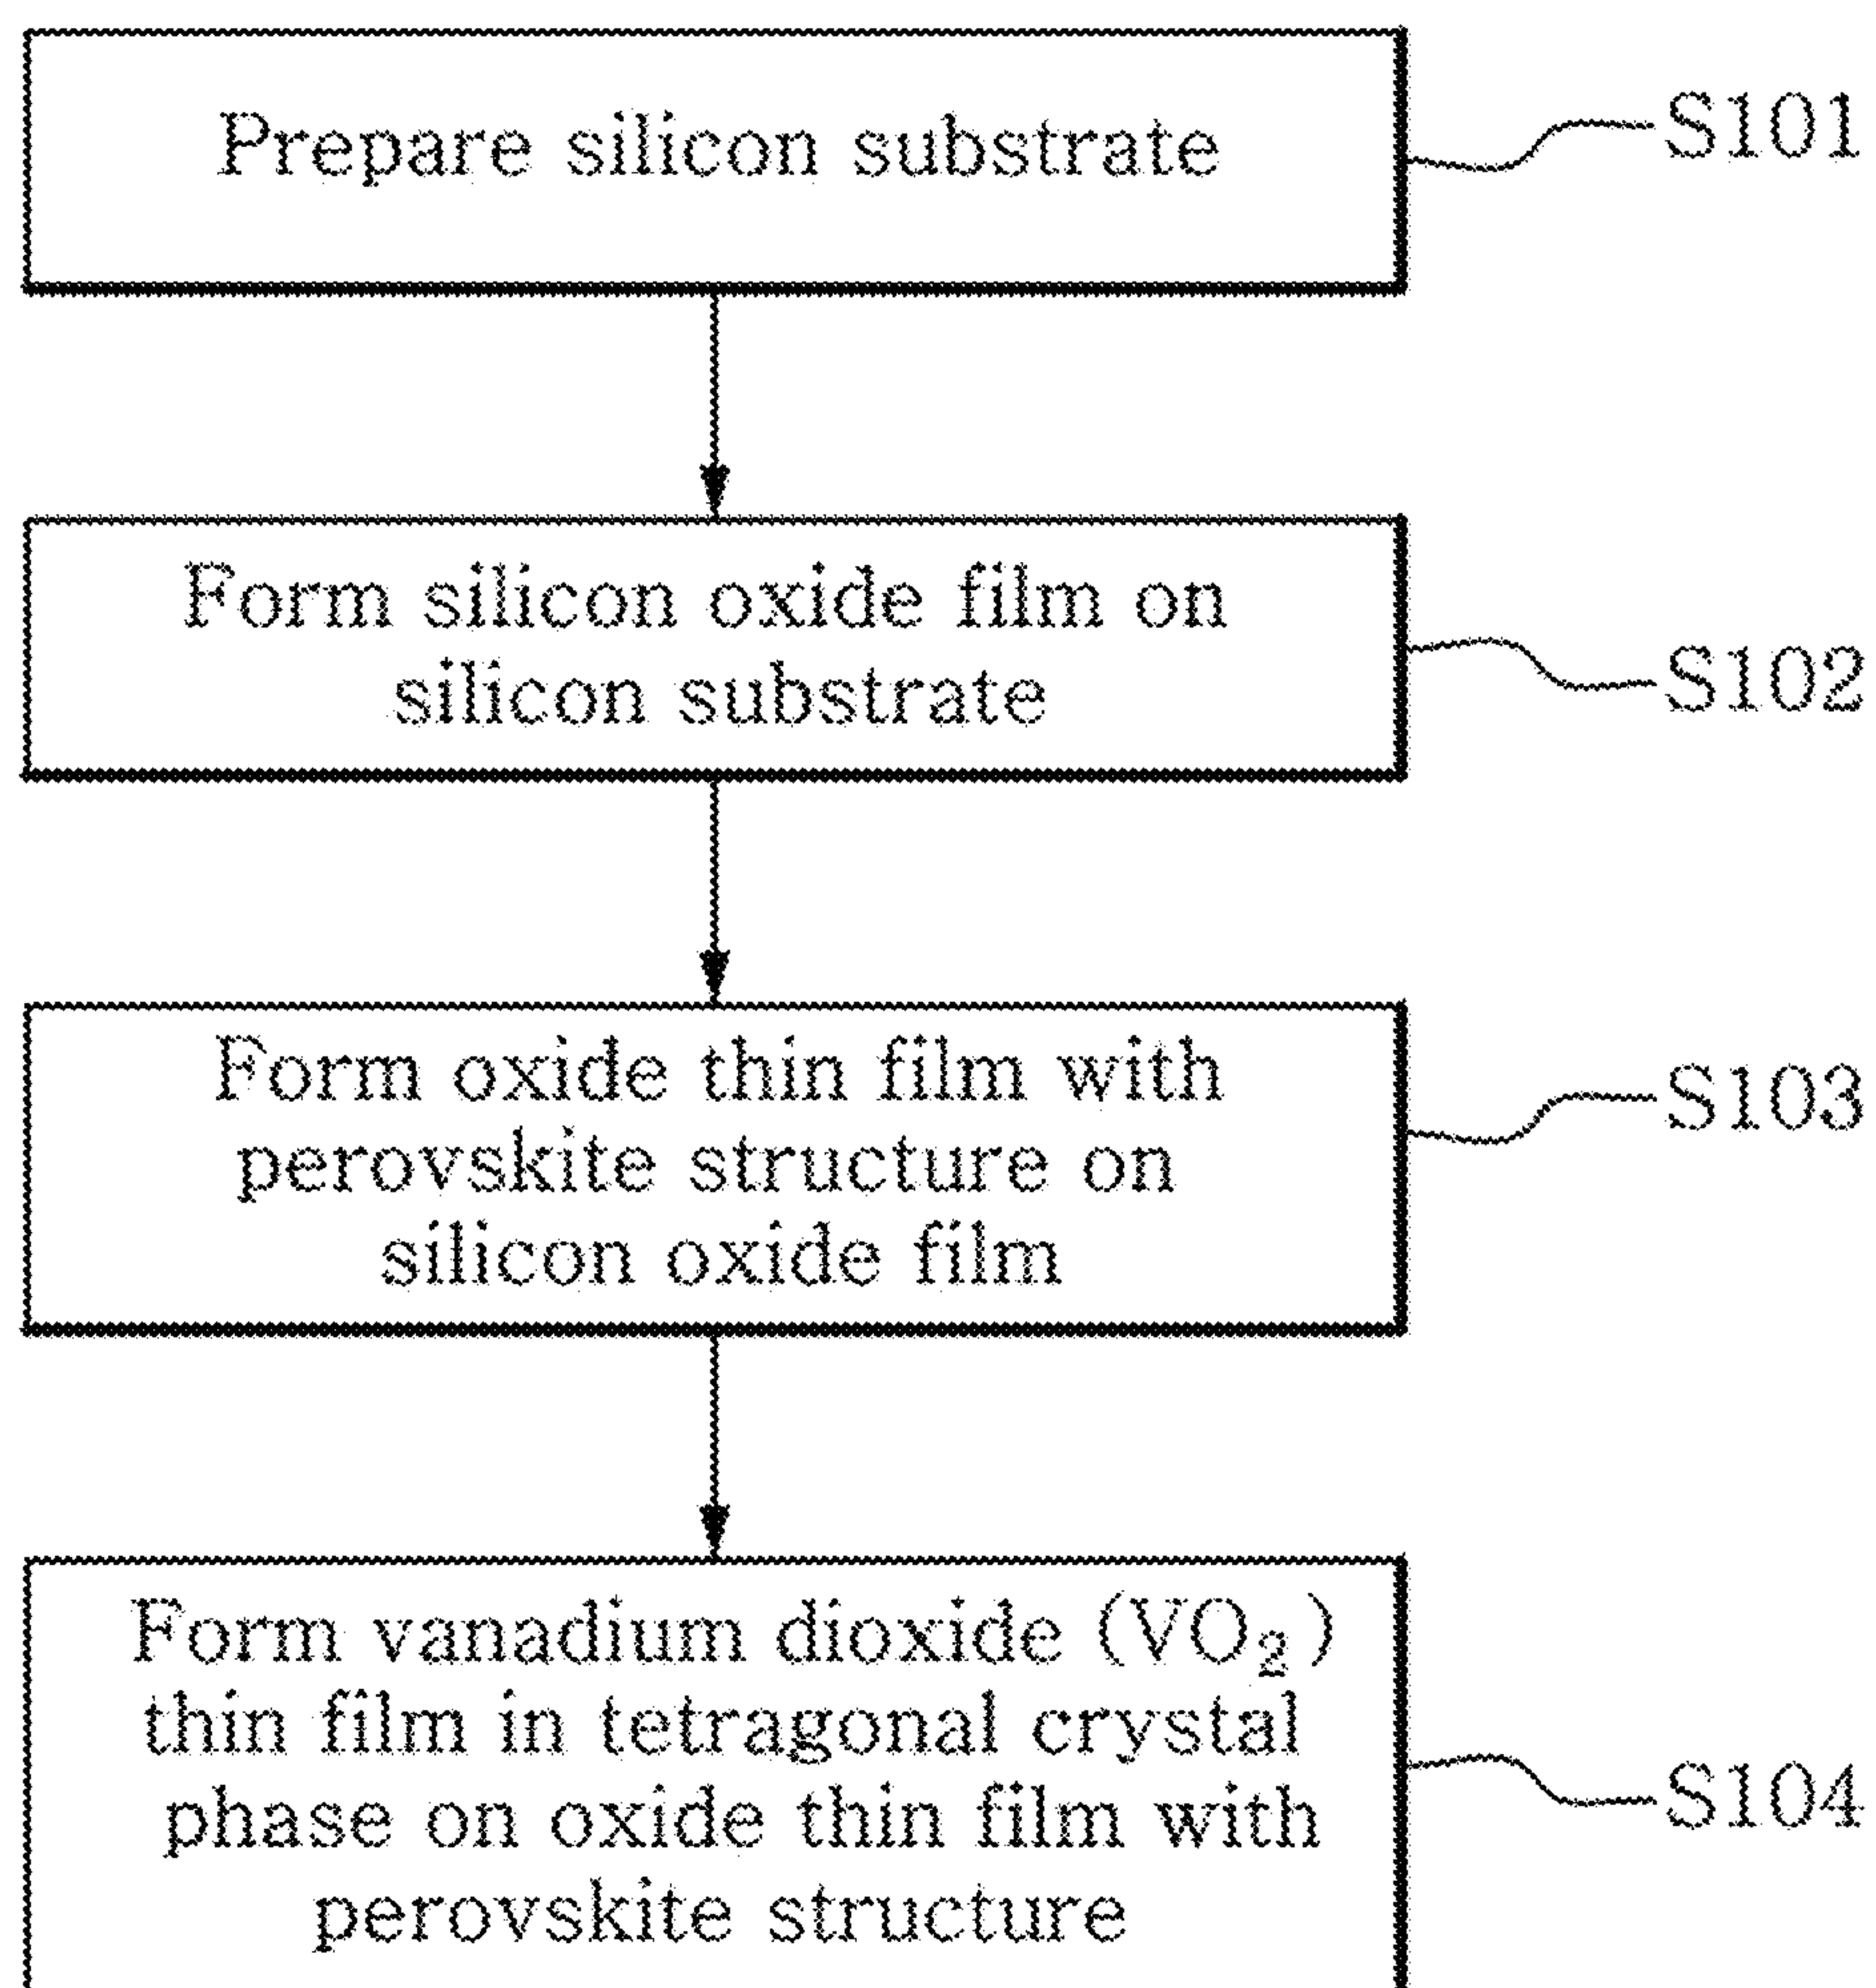 Prepare silicon substrate
S101
Form silicon oxide film on
silicon substrate
S102
Form oxide thin film with
perovskite structure on
silicon oxide film
S103
Form vanadium dioxide (VO₂)
thin film in tetragonal crystal
phase on oxide thin film with
perovskite structure
S104